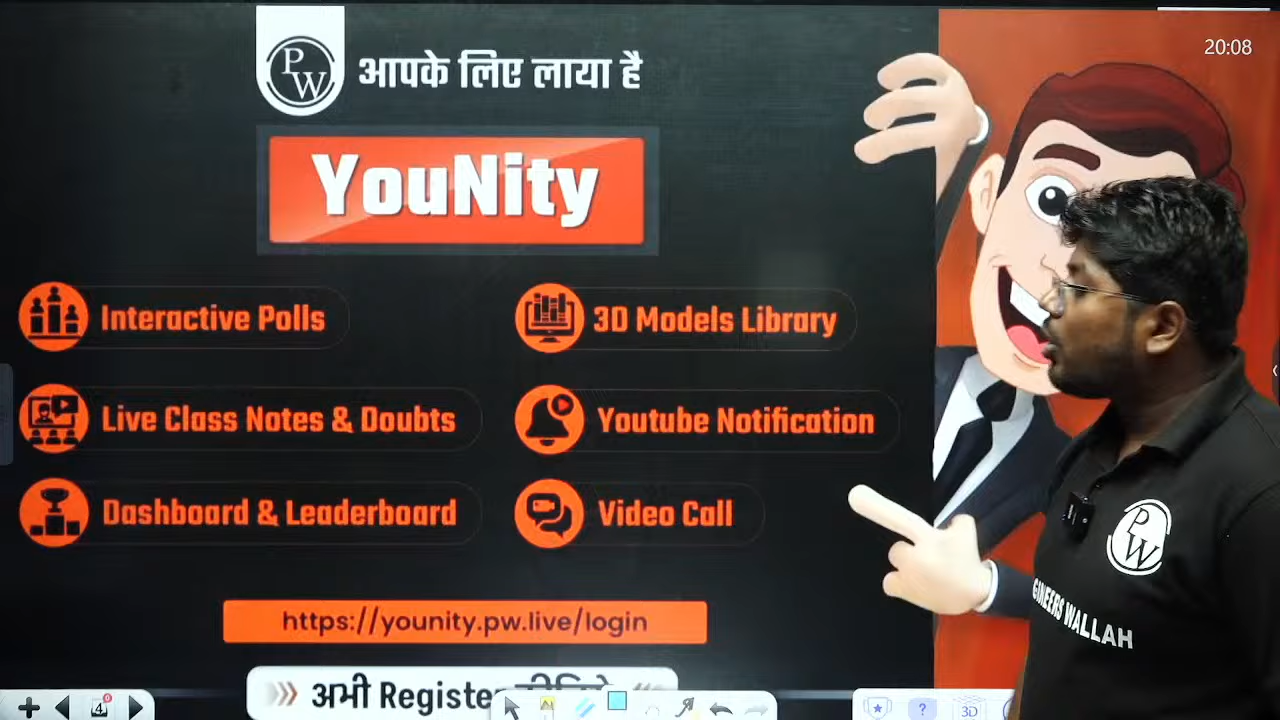 PW आपके लिए लाया है
20:08
YouNity
Interactive Polls
3D Models Library
Live Class Notes & Doubts
Youtube Notification
Dashboard & Leaderboard
Video Call
https://younity.pw.live/login
अभी Register
4
3D
PW
GINEERS WALLAH